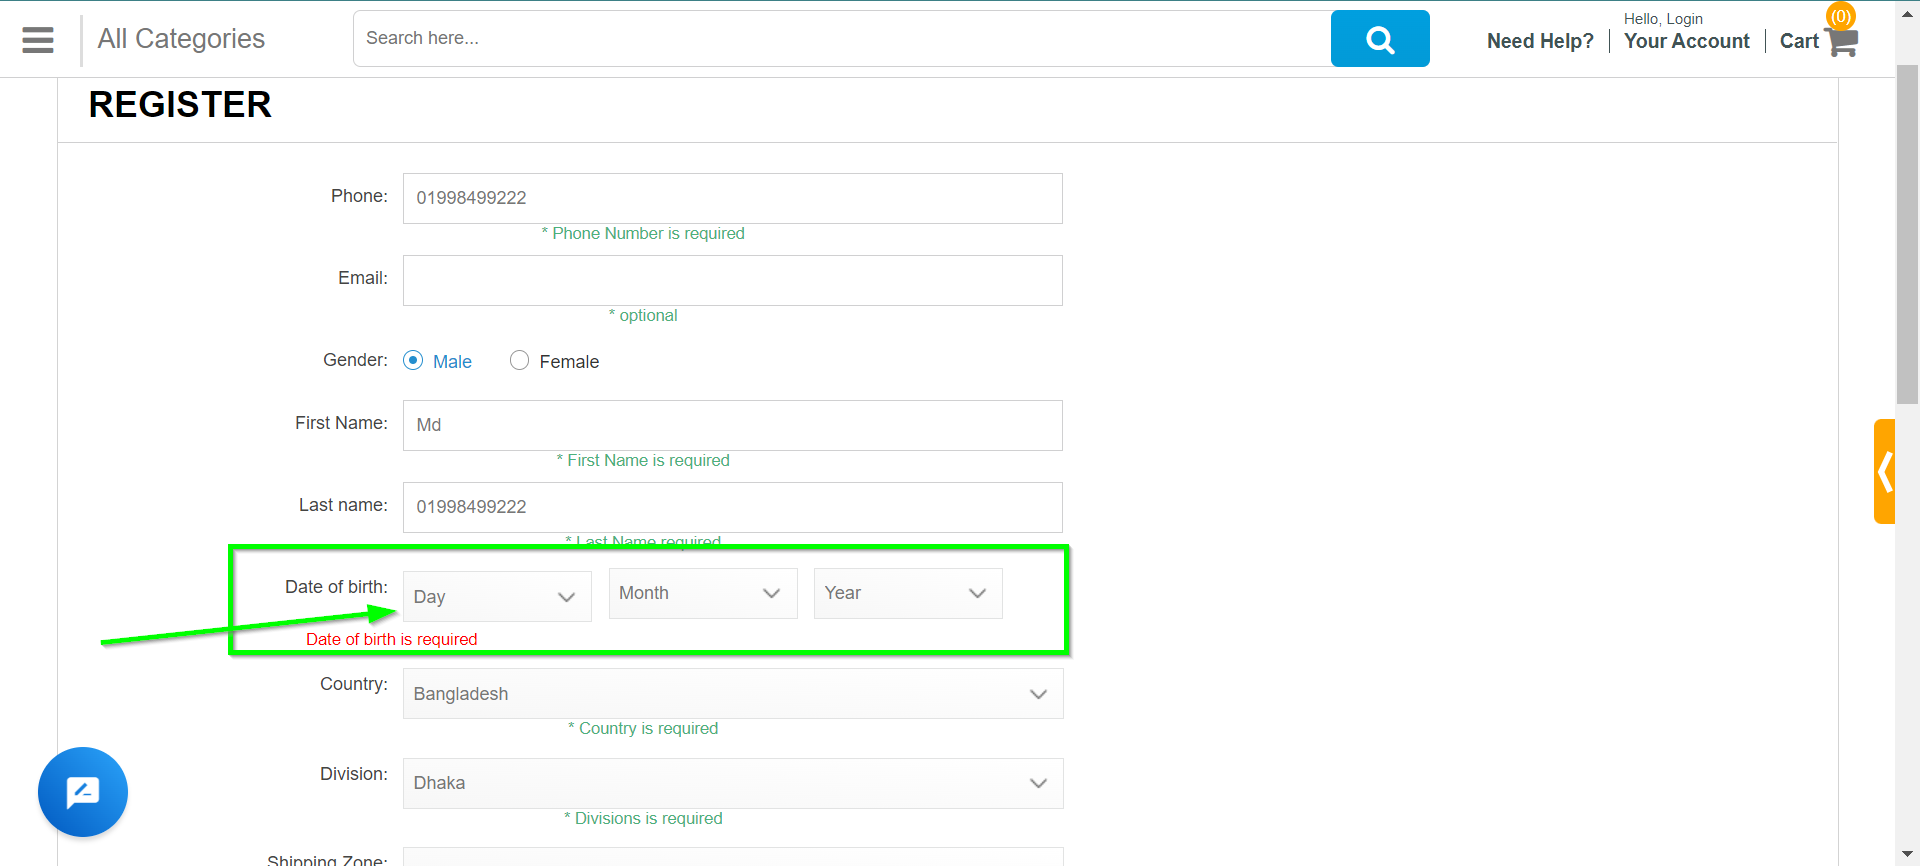 All Categories
Search here...
Need Help?
Hello, Login
Your Account
Cart
(0)
REGISTER
Phone:
01998499222
* Phone Number is required
Email:
* optional
Gender:
Male
Female
First Name:
Md
* First Name is required
Last name:
01998499222
* Last Name required
Date of birth:
Day
Month
Year
Date of birth is required
Country:
Bangladesh
* Country is required
Division:
Dhaka
* Divisions is required
Shipping Zone: